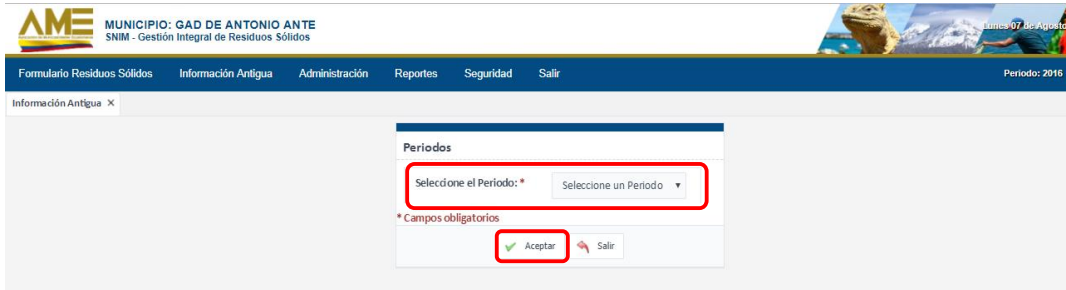 AME
MUNICIPIO: GAD DE ANTONIO ANTE
SNIM - Gestión Integral de Residuos Sólidos
Lunes 07 de Agosto
Formulario Residuos Sólidos Información Antigua Administración Reportes Seguridad Salir Periodo: 2016
Información Antigua ✕
Periodos
Seleccione el Periodo: * Seleccione un Periodo ▼
* Campos obligatorios
Aceptar Salir